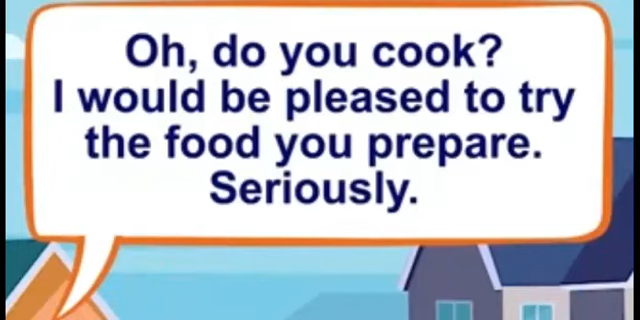 Oh, do you cook?
I would be pleased to try
the food you prepare.
Seriously.